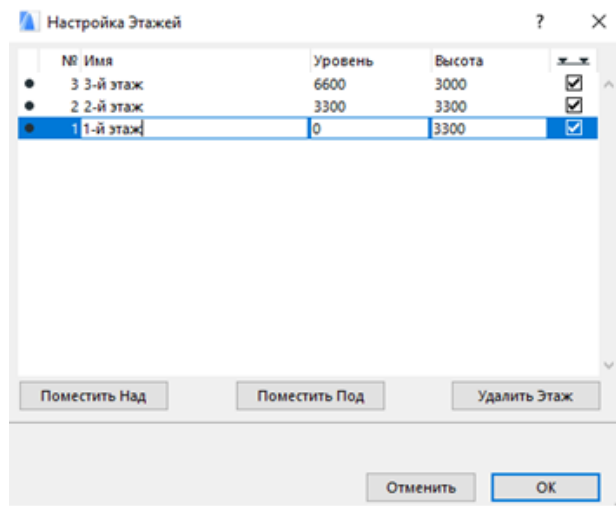 Настройка Этажей ?
№ Имя Уровень Высота
3 3-й этаж 6600 3000
2 2-й этаж 3300 3300
1 1-й этаж 0 3300
Поместить Над Поместить Под Удалить Этаж
Отменить OK